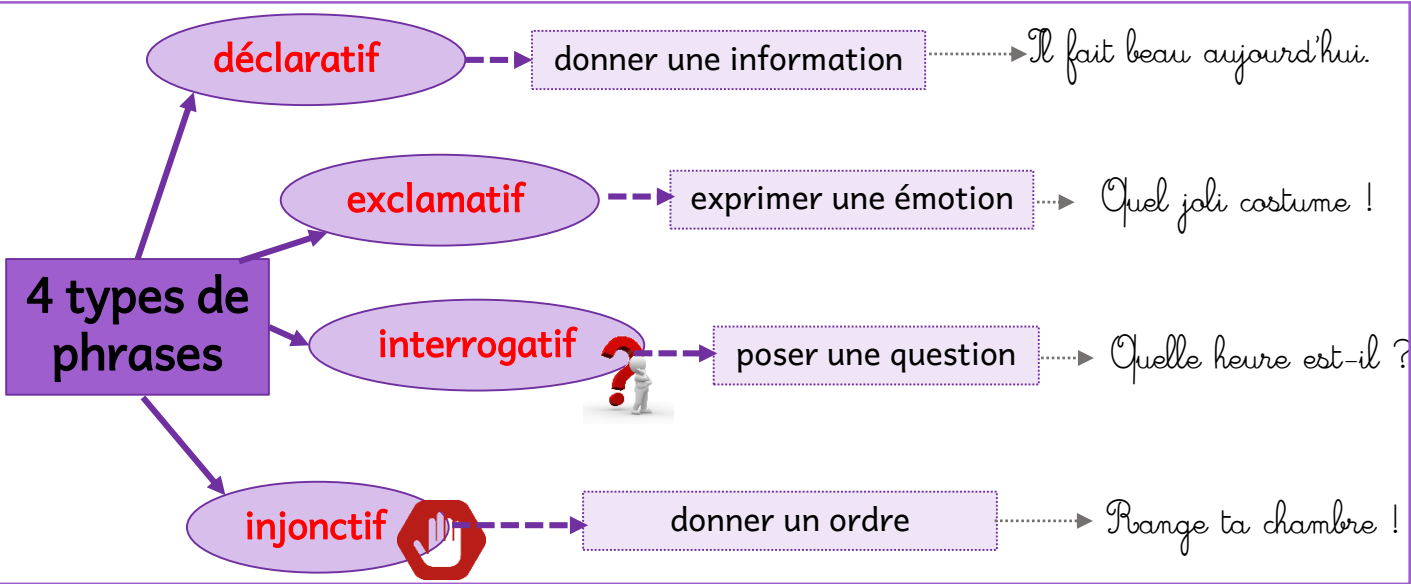 déclaratif
donner une information
Il fait beau aujourd'hui.
exclamatif
exprimer une émotion
Quel joli costume !
4 types de
phrases
interrogatif
poser une question
Quelle heure est-il ?
injonctif
donner un ordre
Range ta chambre !